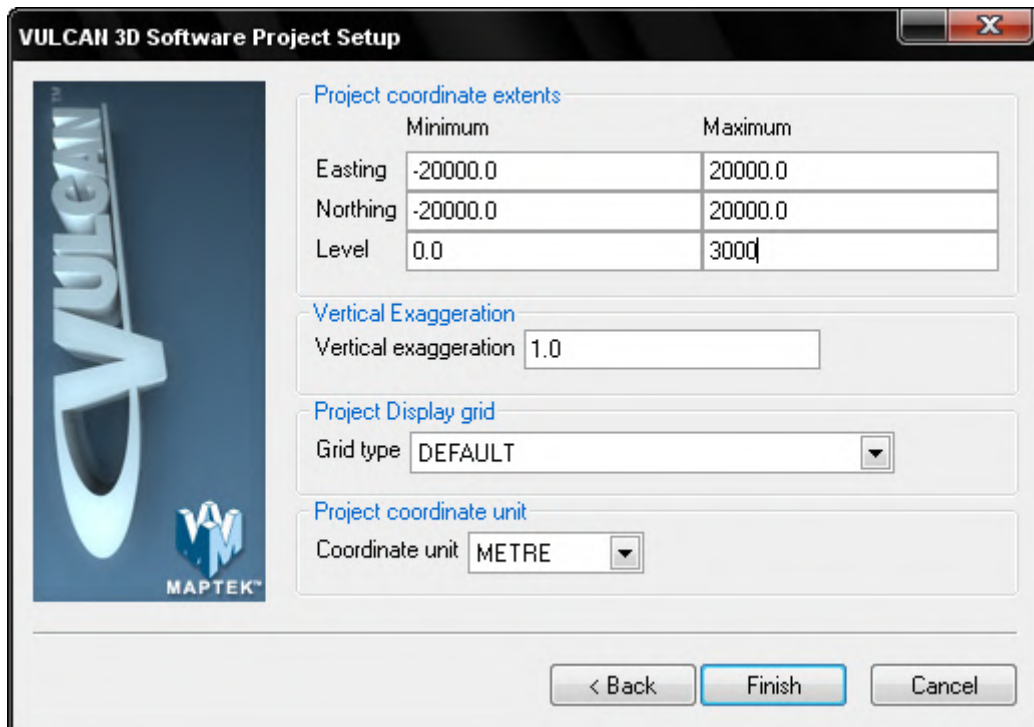 VULCAN 3D Software Project Setup
VULCAN™
MAPTEK™
Project coordinate extents
Minimum Maximum
Easting -20000.0 20000.0
Northing -20000.0 20000.0
Level 0.0 3000
Vertical Exaggeration
Vertical exaggeration 1.0
Project Display grid
Grid type DEFAULT
Project coordinate unit
Coordinate unit METRE
< Back Finish Cancel